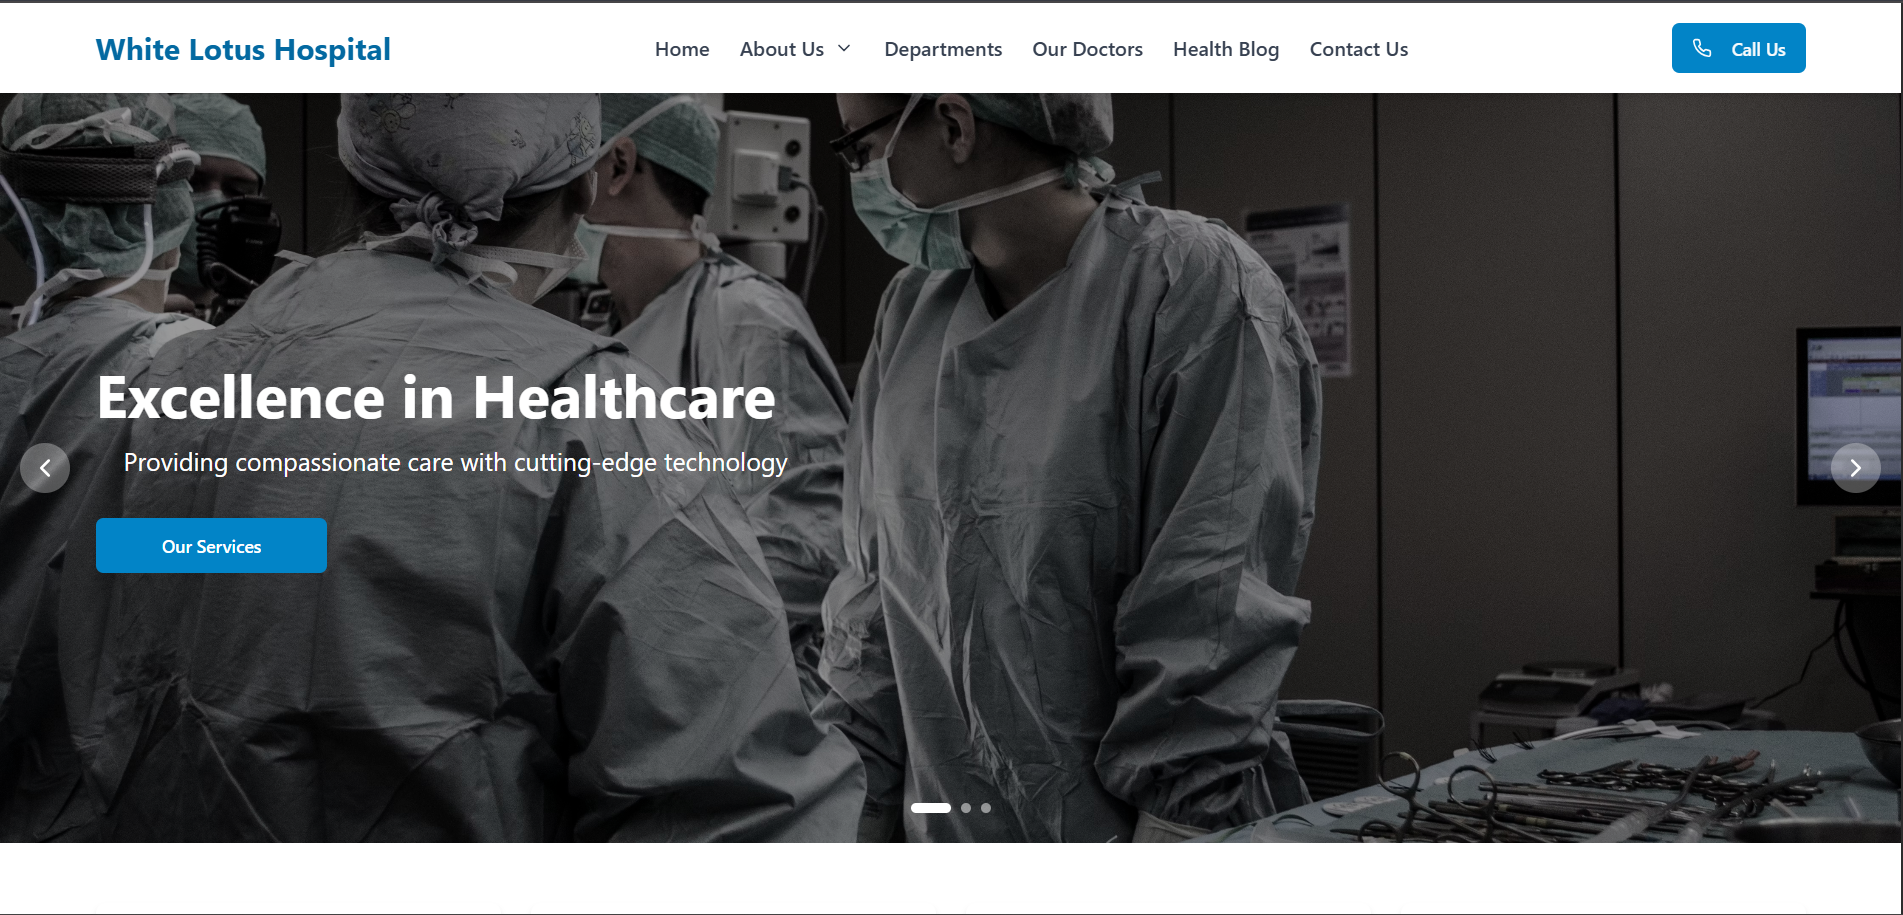 White Lotus Hospital
Home
About Us
Departments
Our Doctors
Health Blog
Contact Us
Call Us
Excellence in Healthcare
Providing compassionate care with cutting-edge technology
Our Services